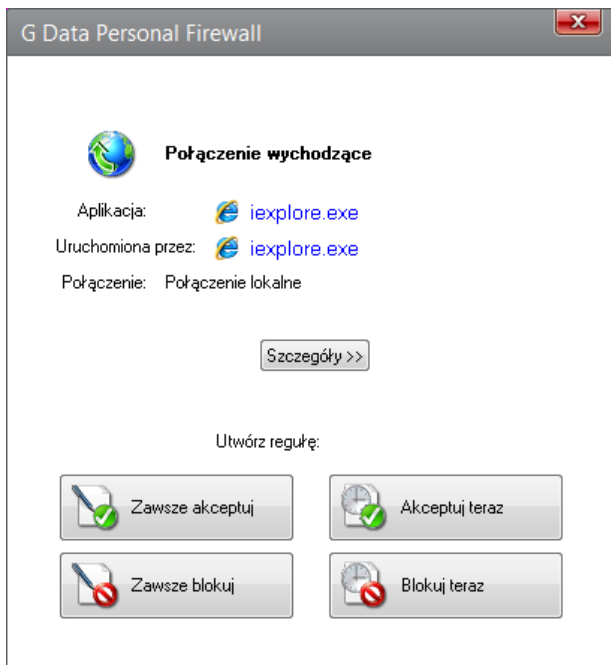 G Data Personal Firewall
Połączenie wychodzące
Aplikacja: iexplore.exe
Uruchomiona przez: iexplore.exe
Połączenie: Połączenie lokalne
Szczegóły >>
Utwórz regułę:
Zawsze akceptuj Akceptuj teraz
Zawsze blokuj Blokuj teraz